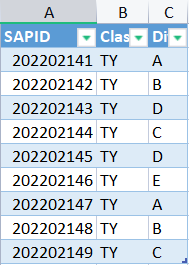 A B C
SAPID Clas Di
202202141 TY A
202202142 TY B
202202143 TY D
202202144 TY C
202202145 TY D
202202146 TY E
202202147 TY A
202202148 TY B
202202149 TY C